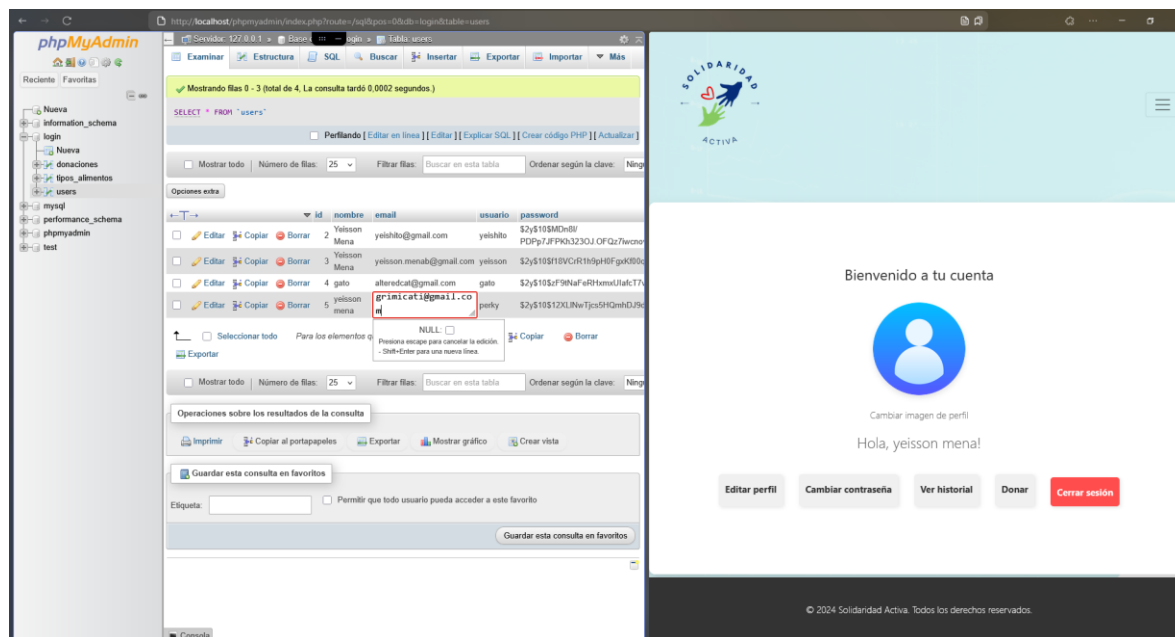 http://localhost/phpmyadmin/index.php?route=/sql&pos=0&db=login&table=users
phpMyAdmin
Reciente Favoritas
Nueva
information_schema
login
Nueva
donaciones
tipos_alimentos
users
mysql
performance_schema
phpmyadmin
test
Servidor: 127.0.0.1 » Base » Tabla: users
Examinar Estructura SQL Buscar Insertar Exportar Importar Más
Mostrando filas 0 - 3 (total de 4, La consulta tardó 0,0002 segundos.)
SELECT * FROM `users`
Perfilando [ Editar en línea ] [ Editar ] [ Explicar SQL ] [ Crear código PHP ] [ Actualizar ]
Mostrar todo | Número de filas: 25 Filtrar filas: Buscar en esta tabla Ordenar según la clave: Ning
Opciones extra
←T→ id nombre email usuario password
Editar Copiar Borrar 2 Yeisson Mena yeishito@gmail.com yeishito
Editar Copiar Borrar 3 Yeisson Mena yeisson.menab@gmail.com yeisson
Editar Copiar Borrar 4 gato alteredcat@gmail.com gato
Editar Copiar Borrar 5 yeisson mena grimicati@gmail.com perky
NULL:
Presiona escape para cancelar la edición.
- Shift+Enter para una nueva línea.
Seleccionar todo Para los elementos q Copiar Borrar
Exportar
Mostrar todo | Número de filas: 25 Filtrar filas: Buscar en esta tabla Ordenar según la clave: Ning
Operaciones sobre los resultados de la consulta
Imprimir Copiar al portapapeles Exportar Mostrar gráfico Crear vista
Guardar esta consulta en favoritos
Etiqueta: Permitir que todo usuario pueda acceder a este favorito
Guardar esta consulta en favoritos
Consola
SOLIDARIDAD
ACTIVA
Bienvenido a tu cuenta
Cambiar imagen de perfil
Hola, yeisson mena!
Editar perfil Cambiar contraseña Ver historial Donar Cerrar sesión
© 2024 Solidaridad Activa. Todos los derechos reservados.